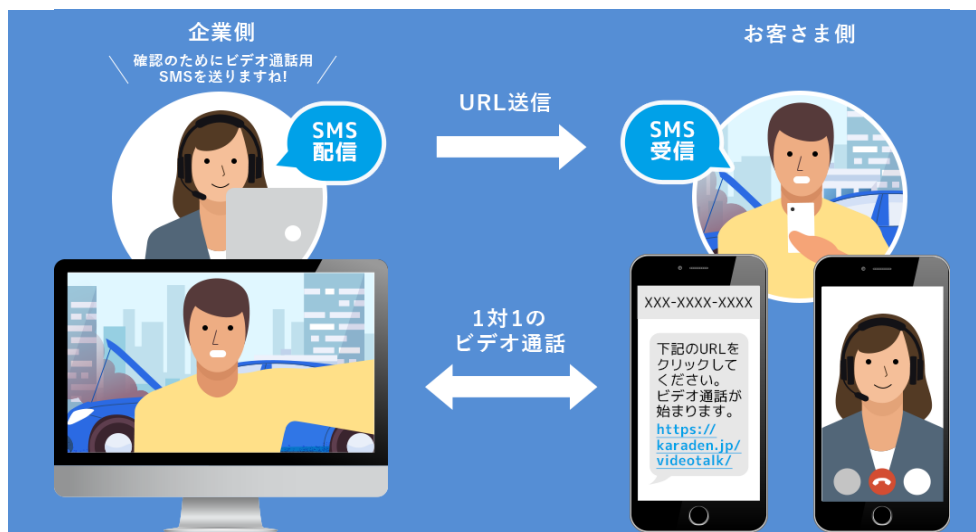 企業側
確認のためにビデオ通話用
SMSを送りますね!
SMS
配信
URL送信
お客さま側
SMS
受信
1対1の
ビデオ通話
XXX-XXXX-XXXX
下記のURLを
クリックして
ください。
ビデオ通話が
始まります。
https://
karaden.jp/
videotalk/